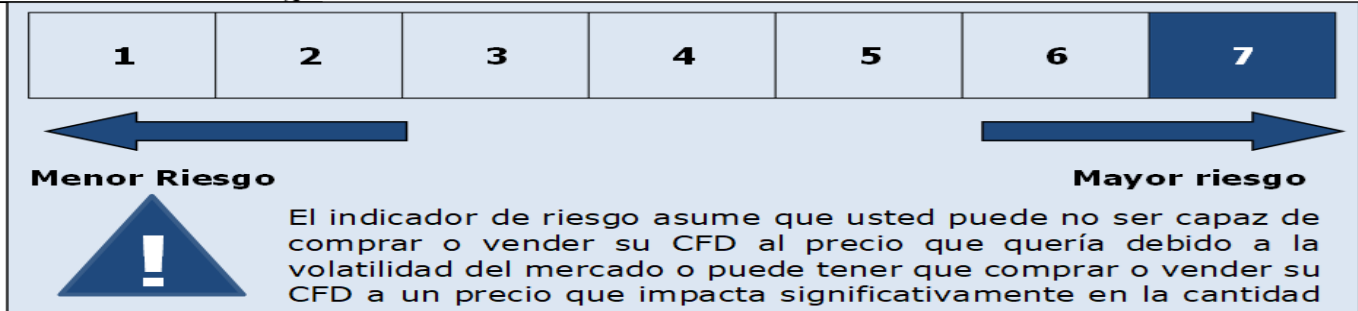 1 2 3 4 5 6 7
Menor Riesgo Mayor riesgo
!
El indicador de riesgo asume que usted puede no ser capaz de
comprar o vender su CFD al precio que quería debido a la
volatilidad del mercado o puede tener que comprar o vender su
CFD a un precio que impacta significativamente en la cantidad